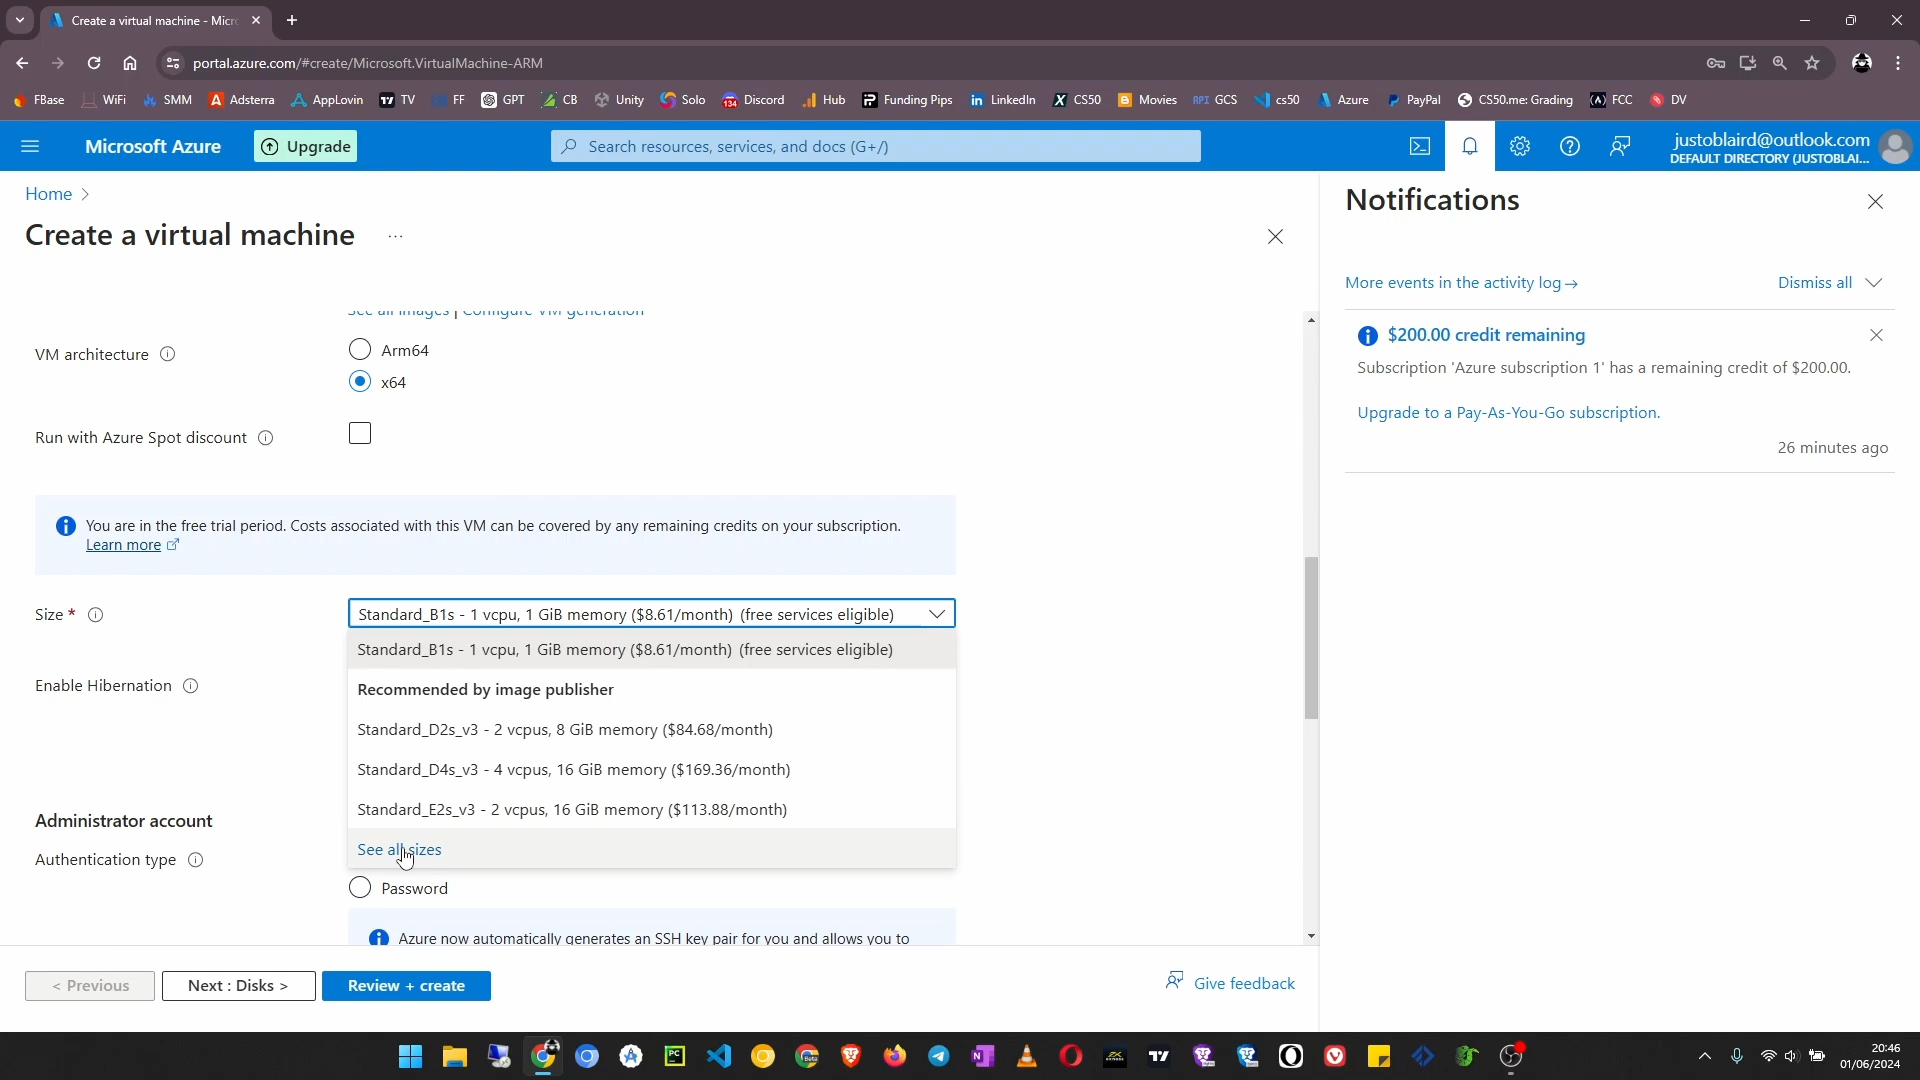 Create a virtual machine - Micr
portal.azure.com/#create/Microsoft.VirtualMachine-ARM
FBase WiFi SMM Adsterra AppLovin TV FF GPT CB Unity Solo Discord Hub Funding Pips LinkedIn CS50 Movies GCS cs50 Azure PayPal CS50.me: Grading FCC DV
Microsoft Azure
Upgrade
Search resources, services, and docs (G+/)
justoblaird@outlook.com
DEFAULT DIRECTORY (JUSTOBLAI...
Home >
Create a virtual machine ...
See all images | Configure VM generation
VM architecture
Arm64
x64
Run with Azure Spot discount
You are in the free trial period. Costs associated with this VM can be covered by any remaining credits on your subscription.
Learn more
Size *
Standard_B1s - 1 vcpu, 1 GiB memory ($8.61/month) (free services eligible)
Standard_B1s - 1 vcpu, 1 GiB memory ($8.61/month) (free services eligible)
Recommended by image publisher
Standard_D2s_v3 - 2 vcpus, 8 GiB memory ($84.68/month)
Standard_D4s_v3 - 4 vcpus, 16 GiB memory ($169.36/month)
Standard_E2s_v3 - 2 vcpus, 16 GiB memory ($113.88/month)
See all sizes
Enable Hibernation
Administrator account
Authentication type
Password
Azure now automatically generates an SSH key pair for you and allows you to
< Previous
Next : Disks >
Review + create
Give feedback
Notifications
More events in the activity log →
Dismiss all
$200.00 credit remaining
Subscription 'Azure subscription 1' has a remaining credit of $200.00.
Upgrade to a Pay-As-You-Go subscription.
26 minutes ago
20:46
01/06/2024